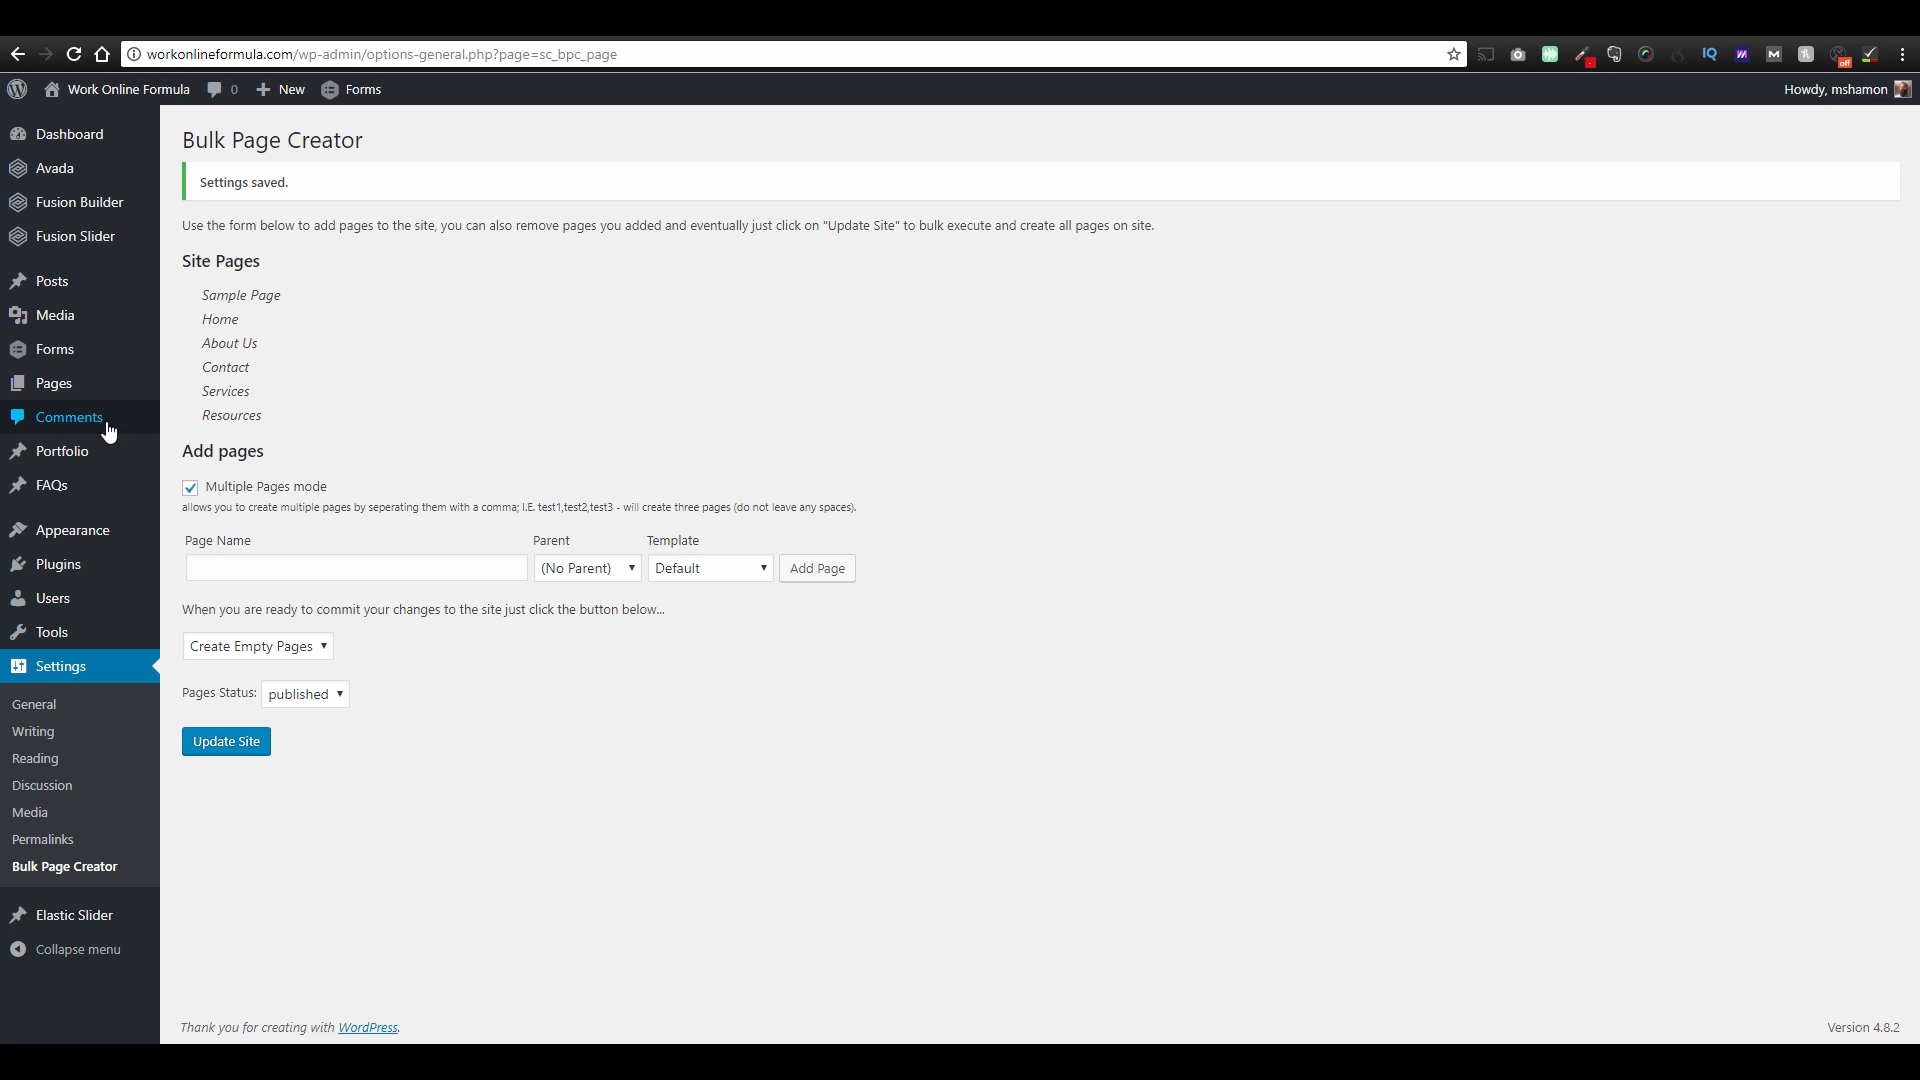 workonlineformula.com/wp-admin/options-general.php?page=sc_bpc_page
IQ
M
off
Work Online Formula
0
New
Forms
Howdy, mshamon
Dashboard
Avada
Fusion Builder
Fusion Slider
Posts
Media
Forms
Pages
Comments
Portfolio
FAQs
Appearance
Plugins
Users
Tools
Settings
General
Writing
Reading
Discussion
Media
Permalinks
Bulk Page Creator
Elastic Slider
Collapse menu
Bulk Page Creator
Settings saved.
Use the form below to add pages to the site, you can also remove pages you added and eventually just click on "Update Site" to bulk execute and create all pages on site.
Site Pages
Sample Page
Home
About Us
Contact
Services
Resources
Add pages
Multiple Pages mode
allows you to create multiple pages by seperating them with a comma; I.E. test1,test2,test3 - will create three pages (do not leave any spaces).
Page Name Parent Template
(No Parent) Default Add Page
When you are ready to commit your changes to the site just click the button below...
Create Empty Pages
Pages Status: published
Update Site
Thank you for creating with WordPress.
Version 4.8.2